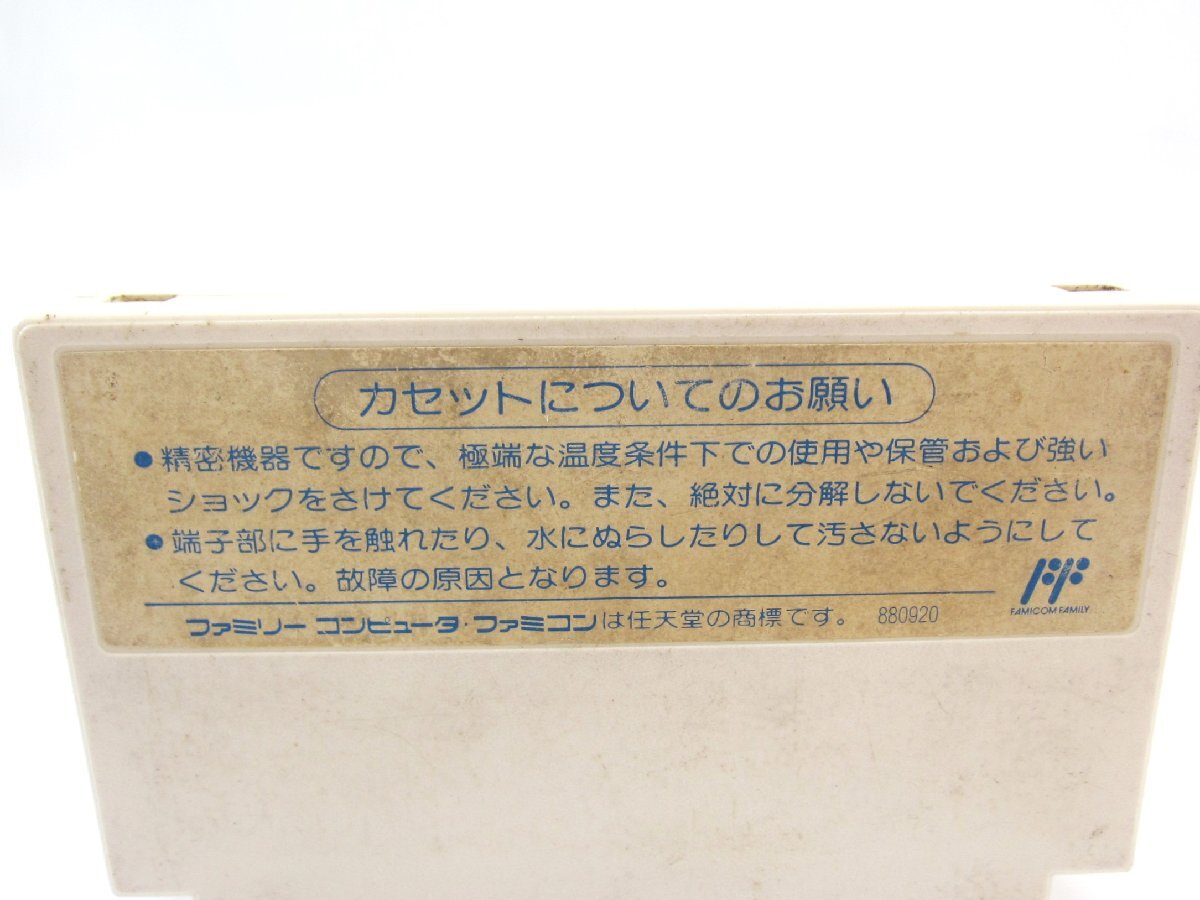 カセットについてのお願い
●精密機器ですので、極端な温度条件下での使用や保管および強い
ショックをさけてください。また、絶対に分解しないでください。
●端子部に手を触れたり、水にぬらしたりして汚さないようにして
ください。故障の原因となります。
FAMICOM FAMILY
ファミリー コンピュータ・ファミコンは任天堂の商標です。 880920